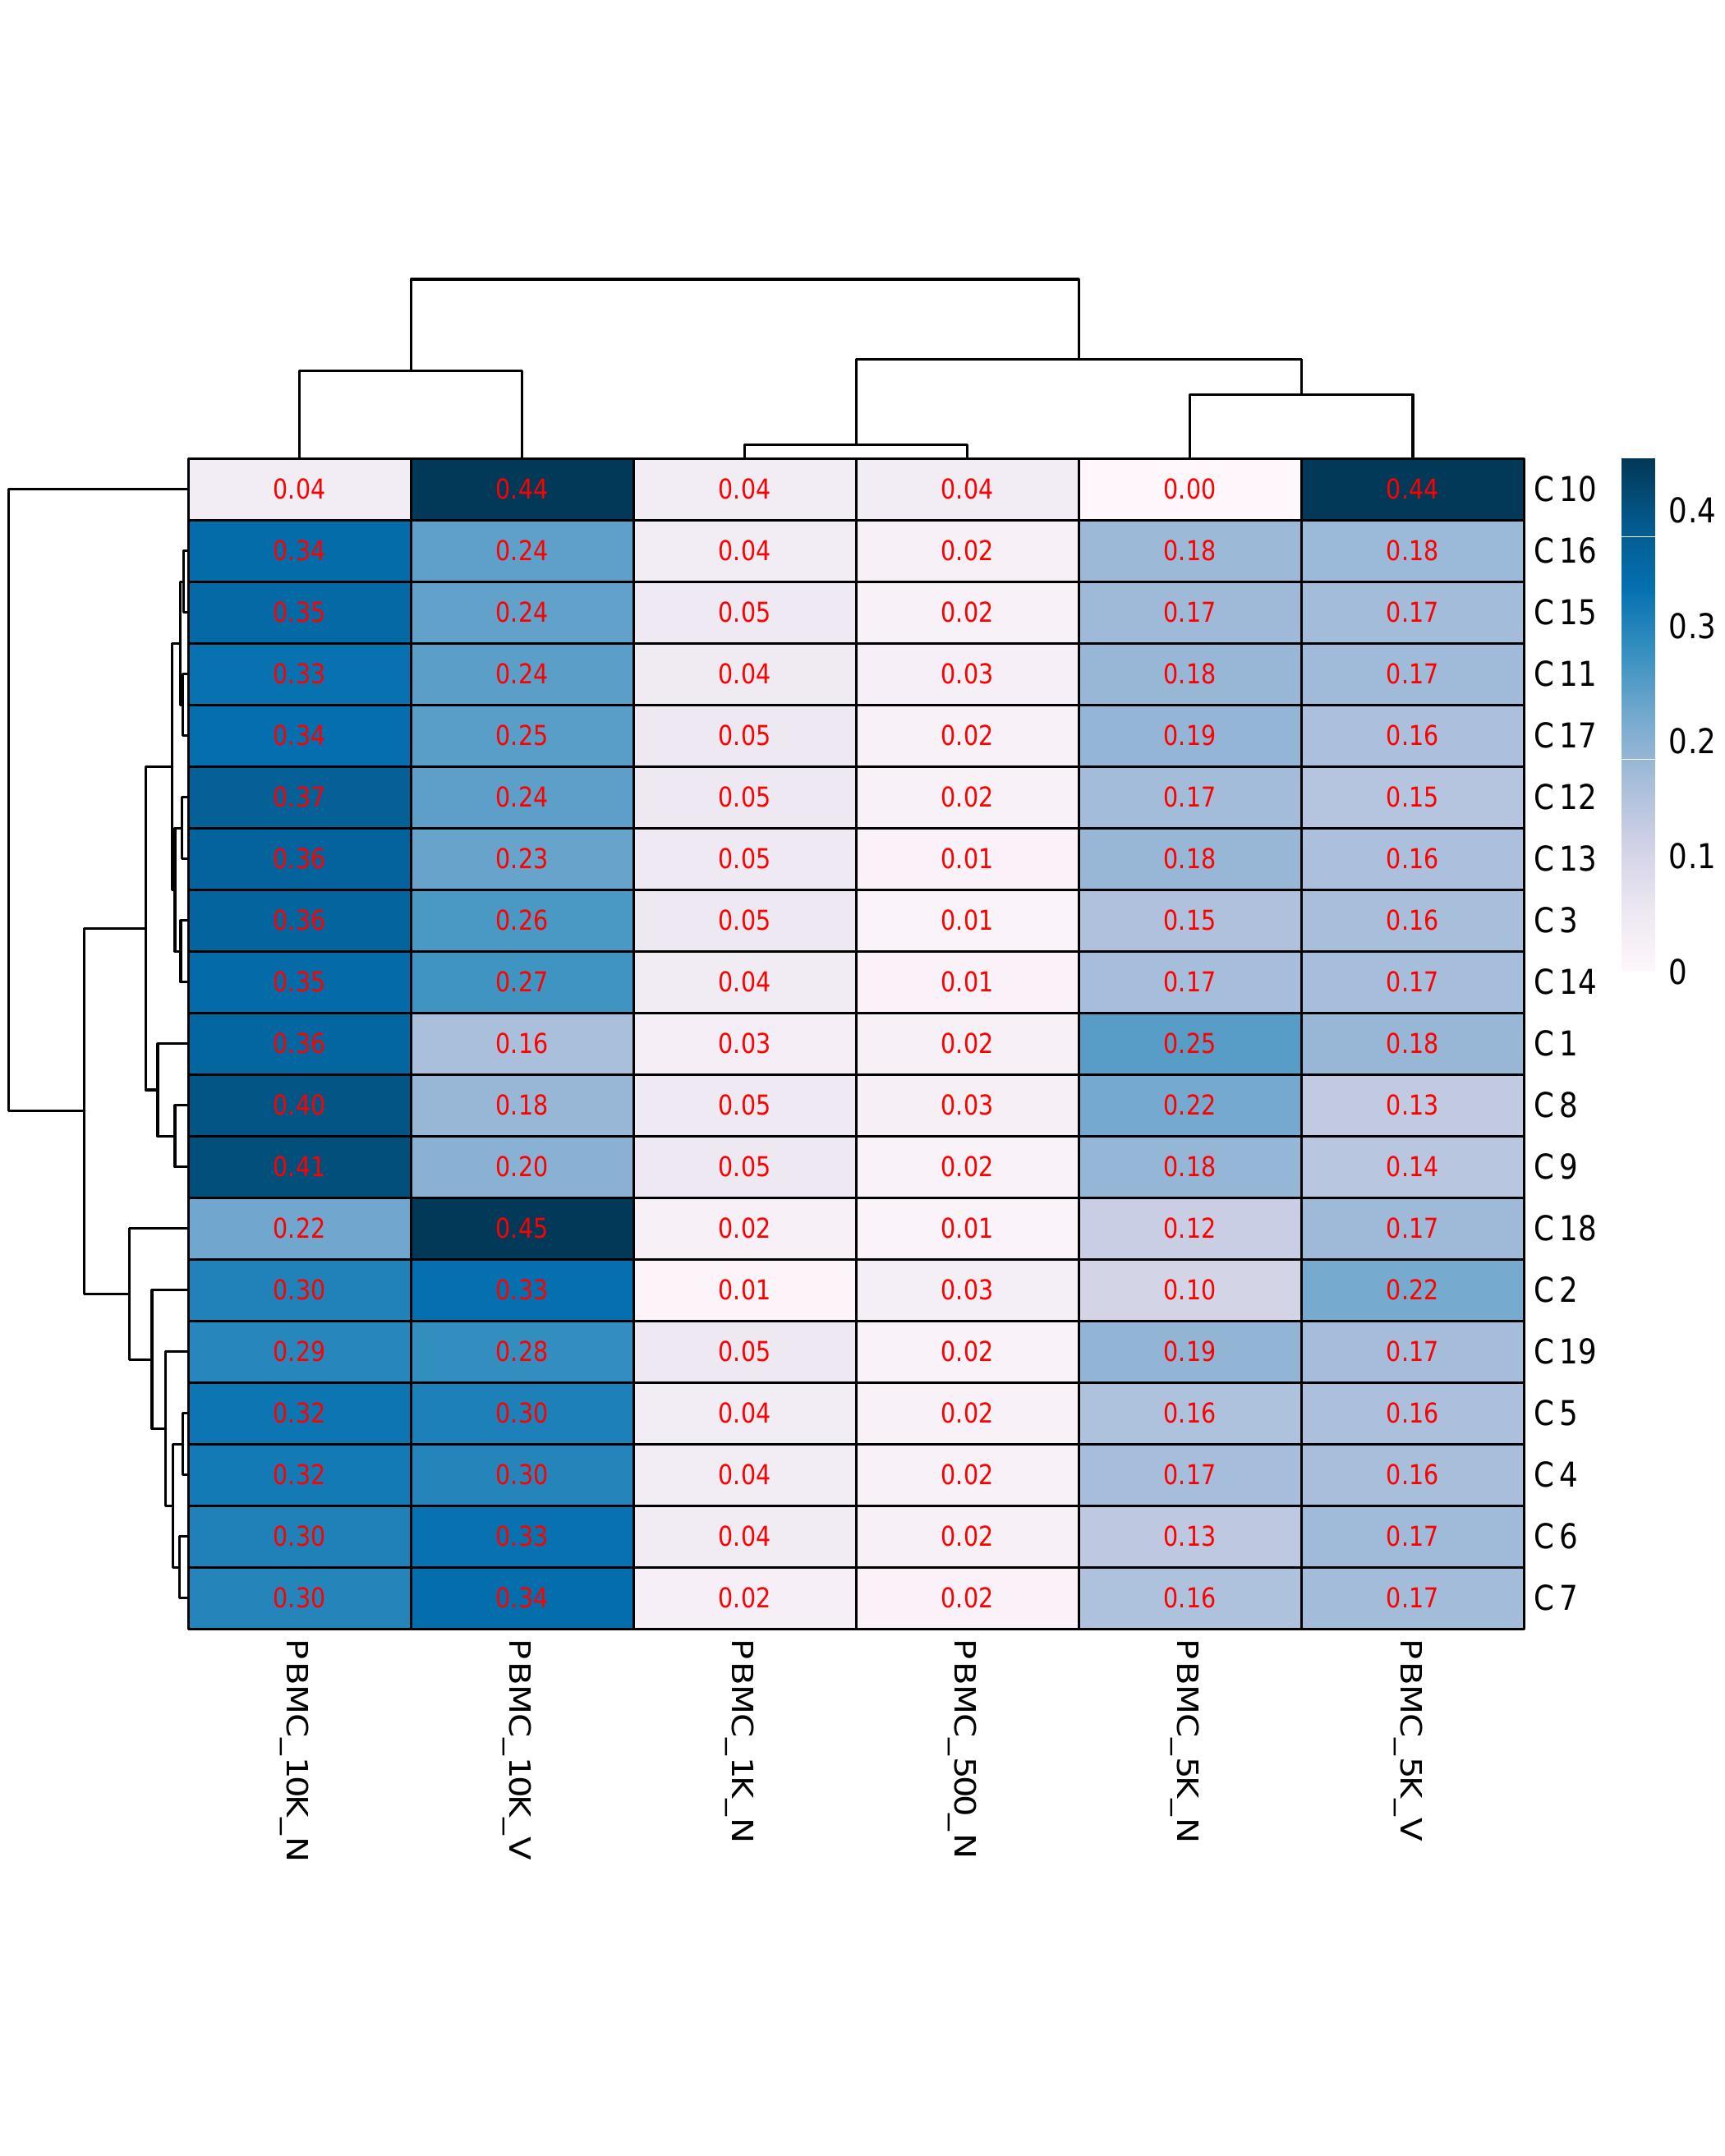 0.04 0.44 0.04 0.04 0.00 0.44 C10
0.34 0.24 0.04 0.02 0.18 0.18 C16
0.35 0.24 0.05 0.02 0.17 0.17 C15
0.33 0.24 0.04 0.03 0.18 0.17 C11
0.34 0.25 0.05 0.02 0.19 0.16 C17
0.37 0.24 0.05 0.02 0.17 0.15 C12
0.36 0.23 0.05 0.01 0.18 0.16 C13
0.36 0.26 0.05 0.01 0.15 0.16 C3
0.35 0.27 0.04 0.01 0.17 0.17 C14
0.36 0.16 0.03 0.02 0.25 0.18 C1
0.40 0.18 0.05 0.03 0.22 0.13 C8
0.41 0.20 0.05 0.02 0.18 0.14 C9
0.22 0.45 0.02 0.01 0.12 0.17 C18
0.30 0.33 0.01 0.03 0.10 0.22 C2
0.29 0.28 0.05 0.02 0.19 0.17 C19
0.32 0.30 0.04 0.02 0.16 0.16 C5
0.32 0.30 0.04 0.02 0.17 0.16 C4
0.30 0.33 0.04 0.02 0.13 0.17 C6
0.30 0.34 0.02 0.02 0.16 0.17 C7
PBMC_10K_N
PBMC_10K_V
PBMC_1K_N
PBMC_500_N
PBMC_5K_N
PBMC_5K_V
0.4
0.3
0.2
0.1
0